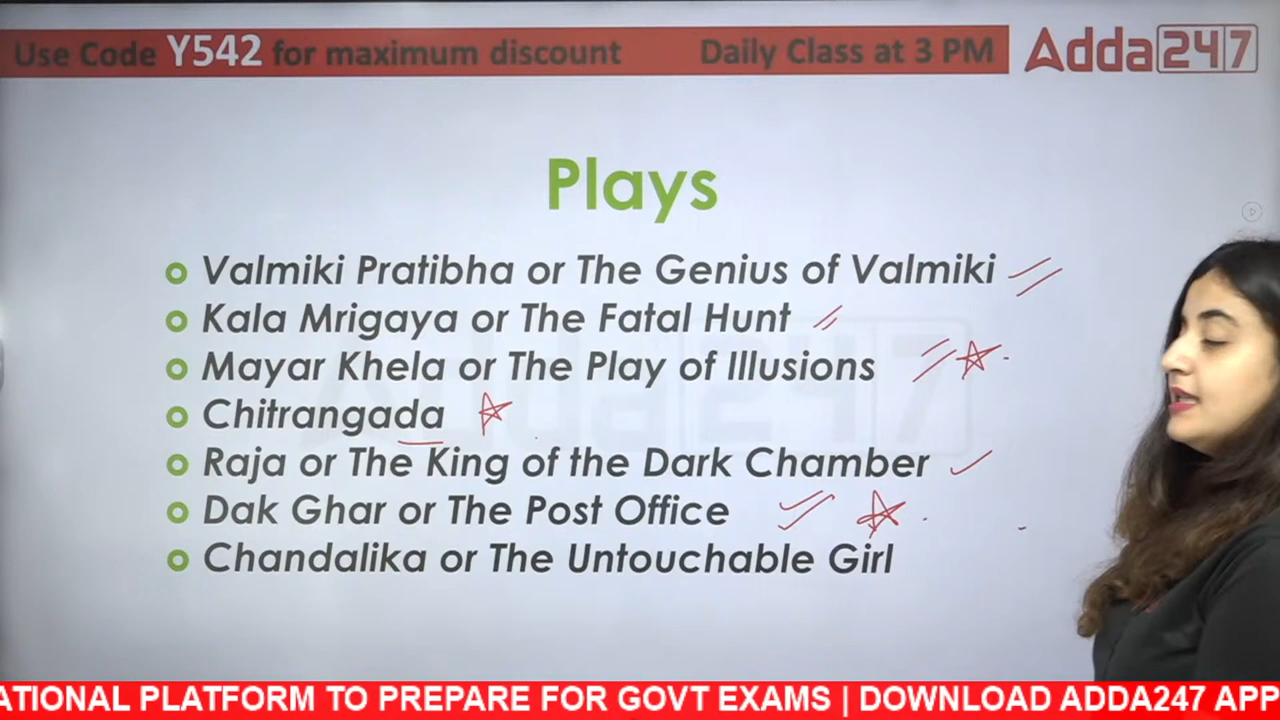 Use Code Y542 for maximum discount Daily Class at 3 PM Adda247
Plays
Valmiki Pratibha or The Genius of Valmiki
Kala Mrigaya or The Fatal Hunt
Mayar Khela or The Play of Illusions
Chitrangada
Raja or The King of the Dark Chamber
Dak Ghar or The Post Office
Chandalika or The Untouchable Girl
ATIONAL PLATFORM TO PREPARE FOR GOVT EXAMS | DOWNLOAD ADDA247 APP